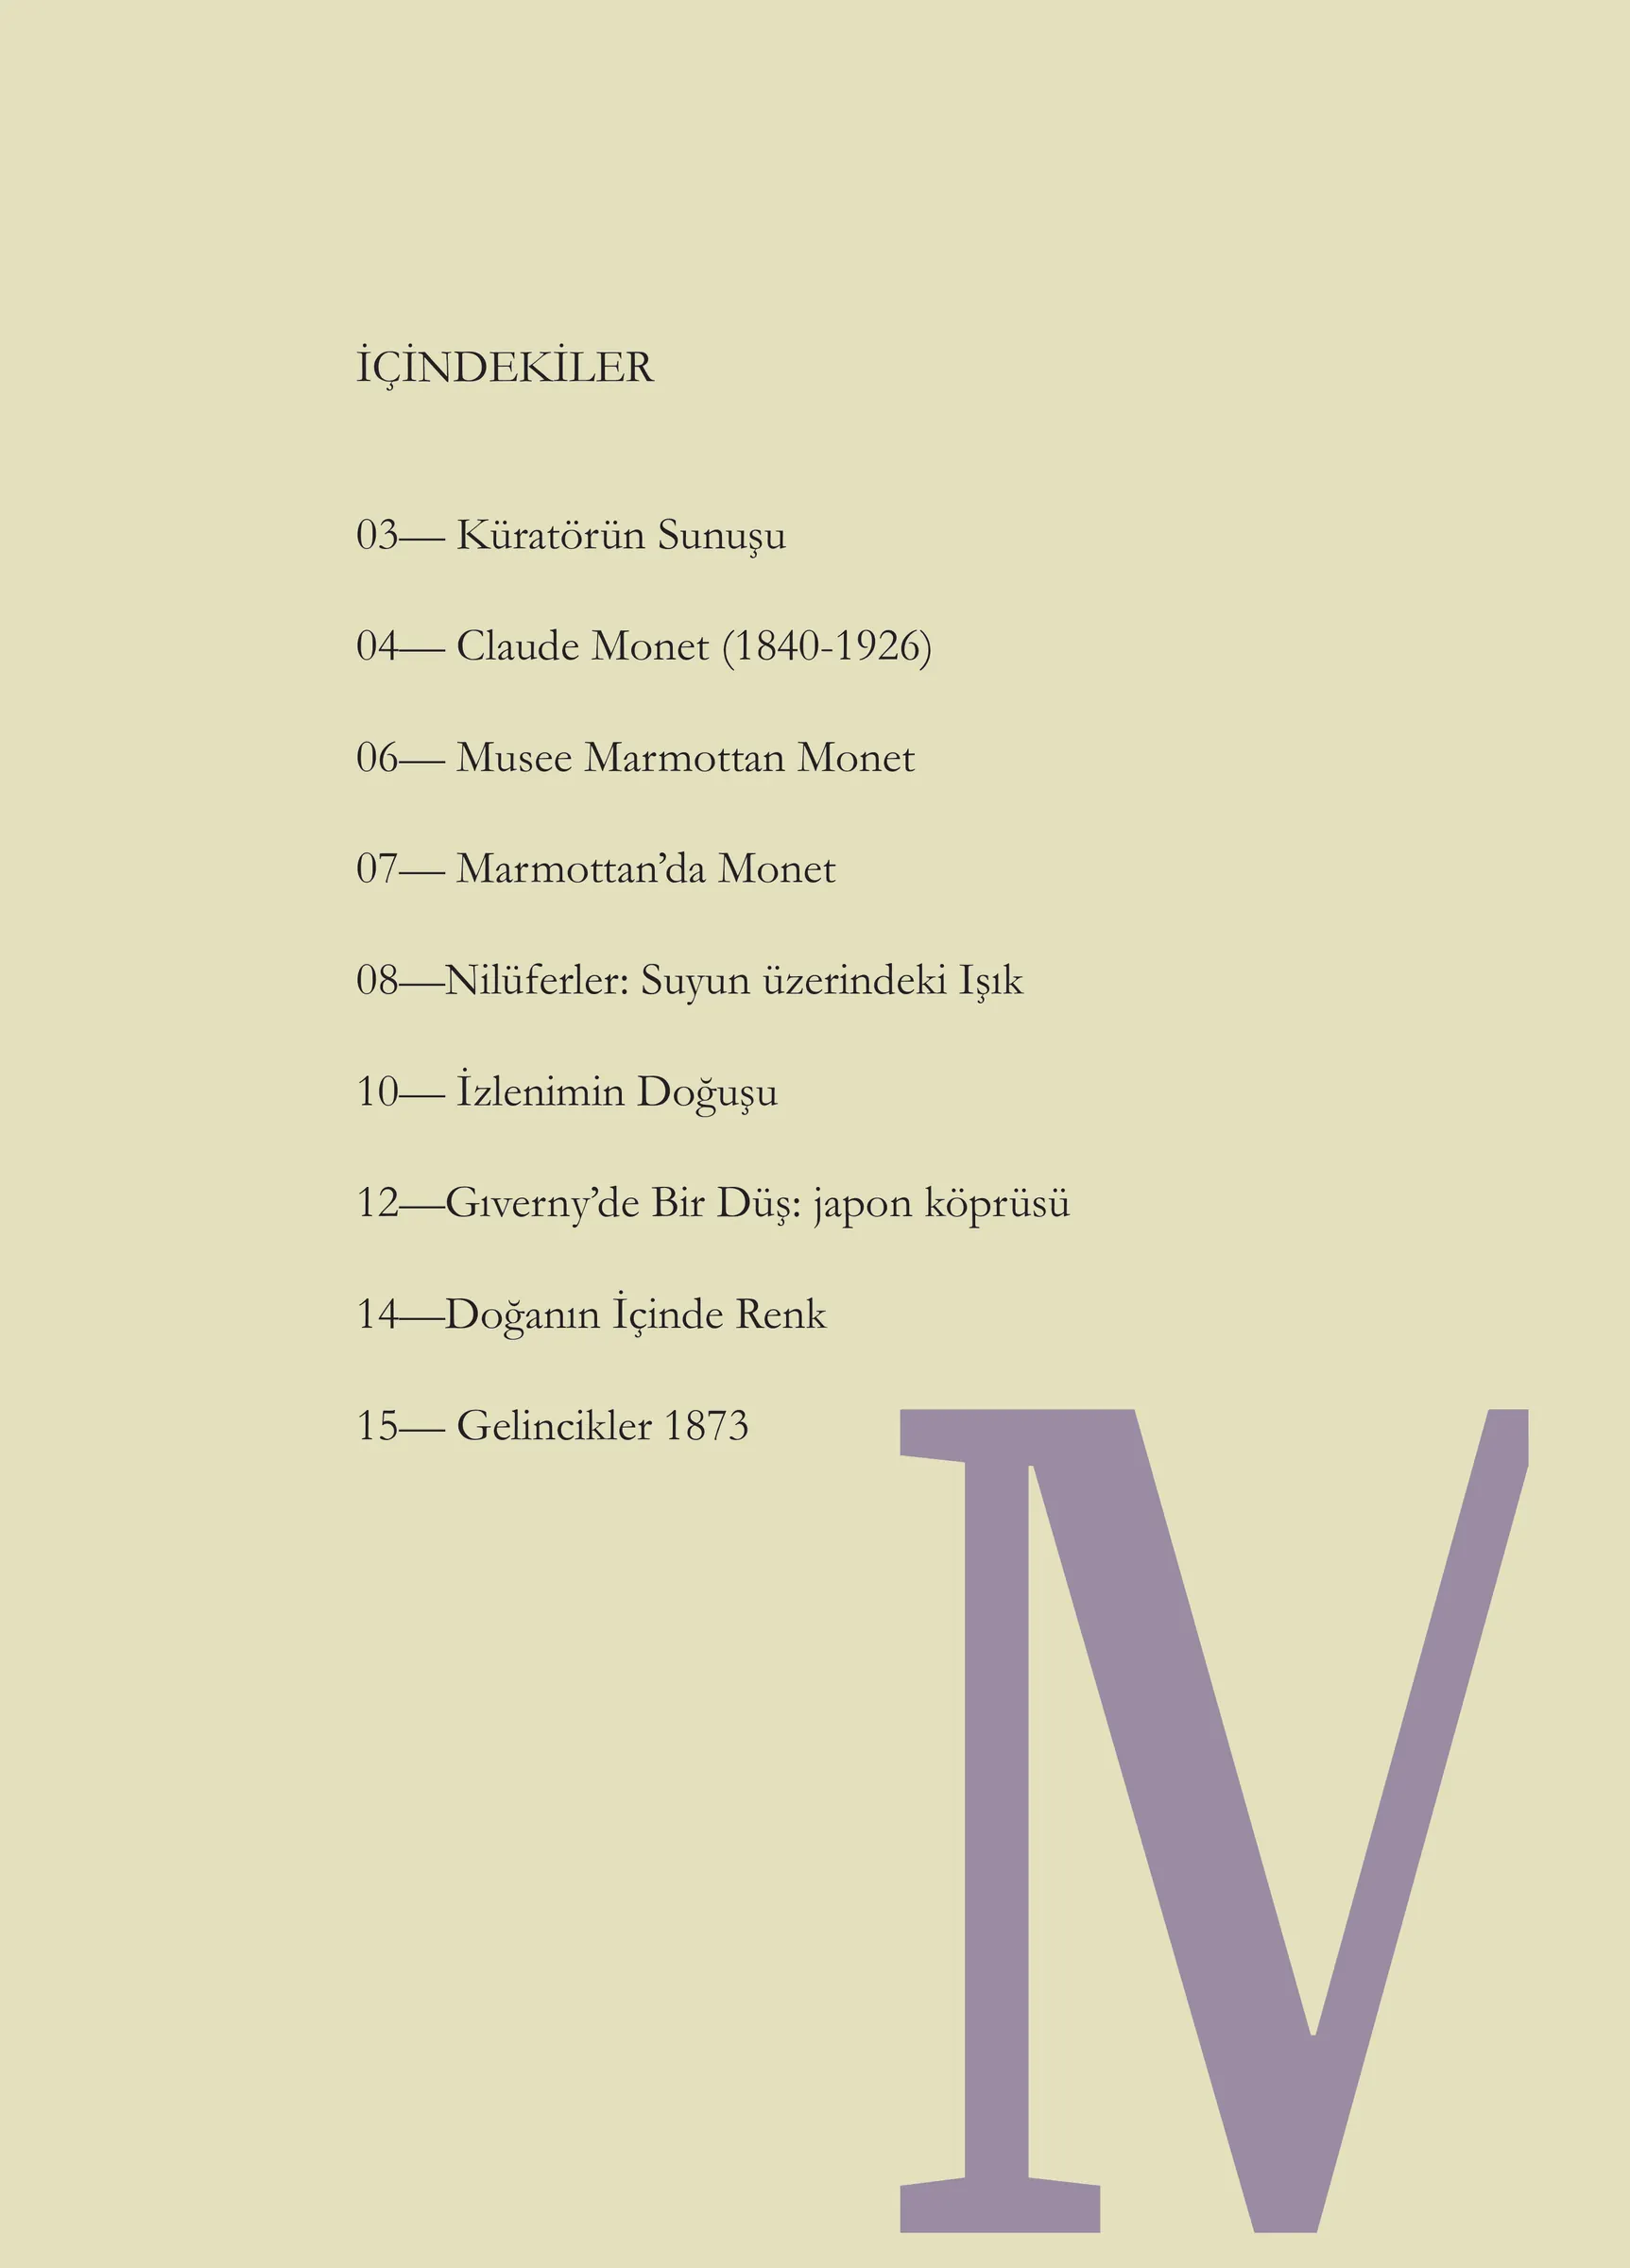 İÇİNDEKİLER
03— Küratörün Sunuşu
04— Claude Monet (1840-1926)
06— Musee Marmottan Monet
07— Marmottan’da Monet
08—Nilüferler: Suyun üzerindeki Işık
10— İzlenimin Doğuşu
12—Gıverny’de Bir Düş: japon köprüsü
14—Doğanın İçinde Renk
15— Gelincikler 1873
M